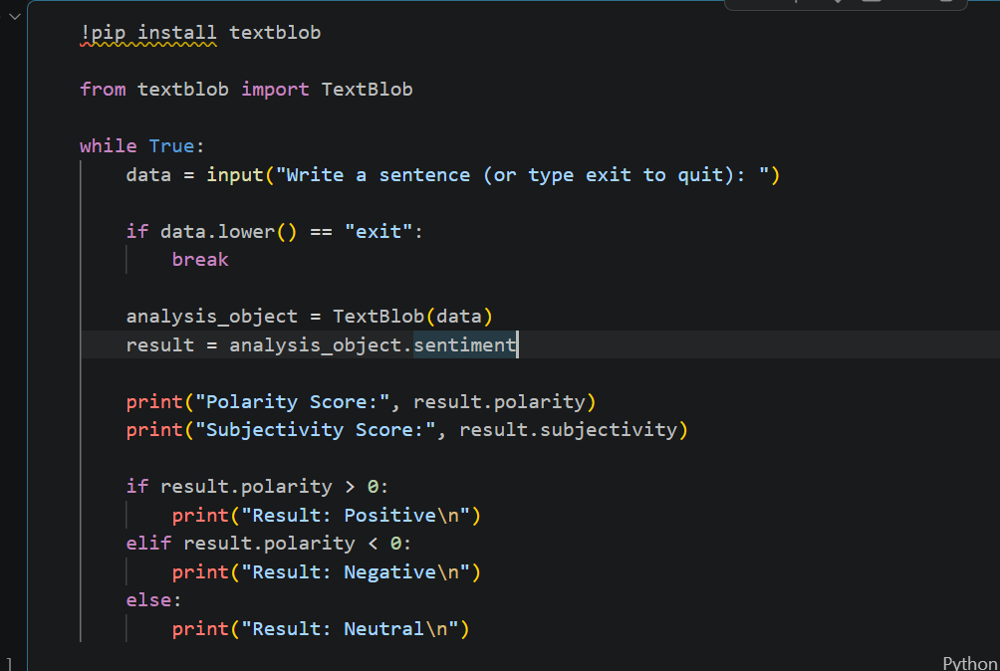 !pip install textblob
from textblob import TextBlob
while True:
    data = input("Write a sentence (or type exit to quit): ")
    if data.lower() == "exit":
        break
    analysis_object = TextBlob(data)
    result = analysis_object.sentiment
    print("Polarity Score:", result.polarity)
    print("Subjectivity Score:", result.subjectivity)
    if result.polarity > 0:
        print("Result: Positive\n")
    elif result.polarity < 0:
        print("Result: Negative\n")
    else:
        print("Result: Neutral\n")
]
Python